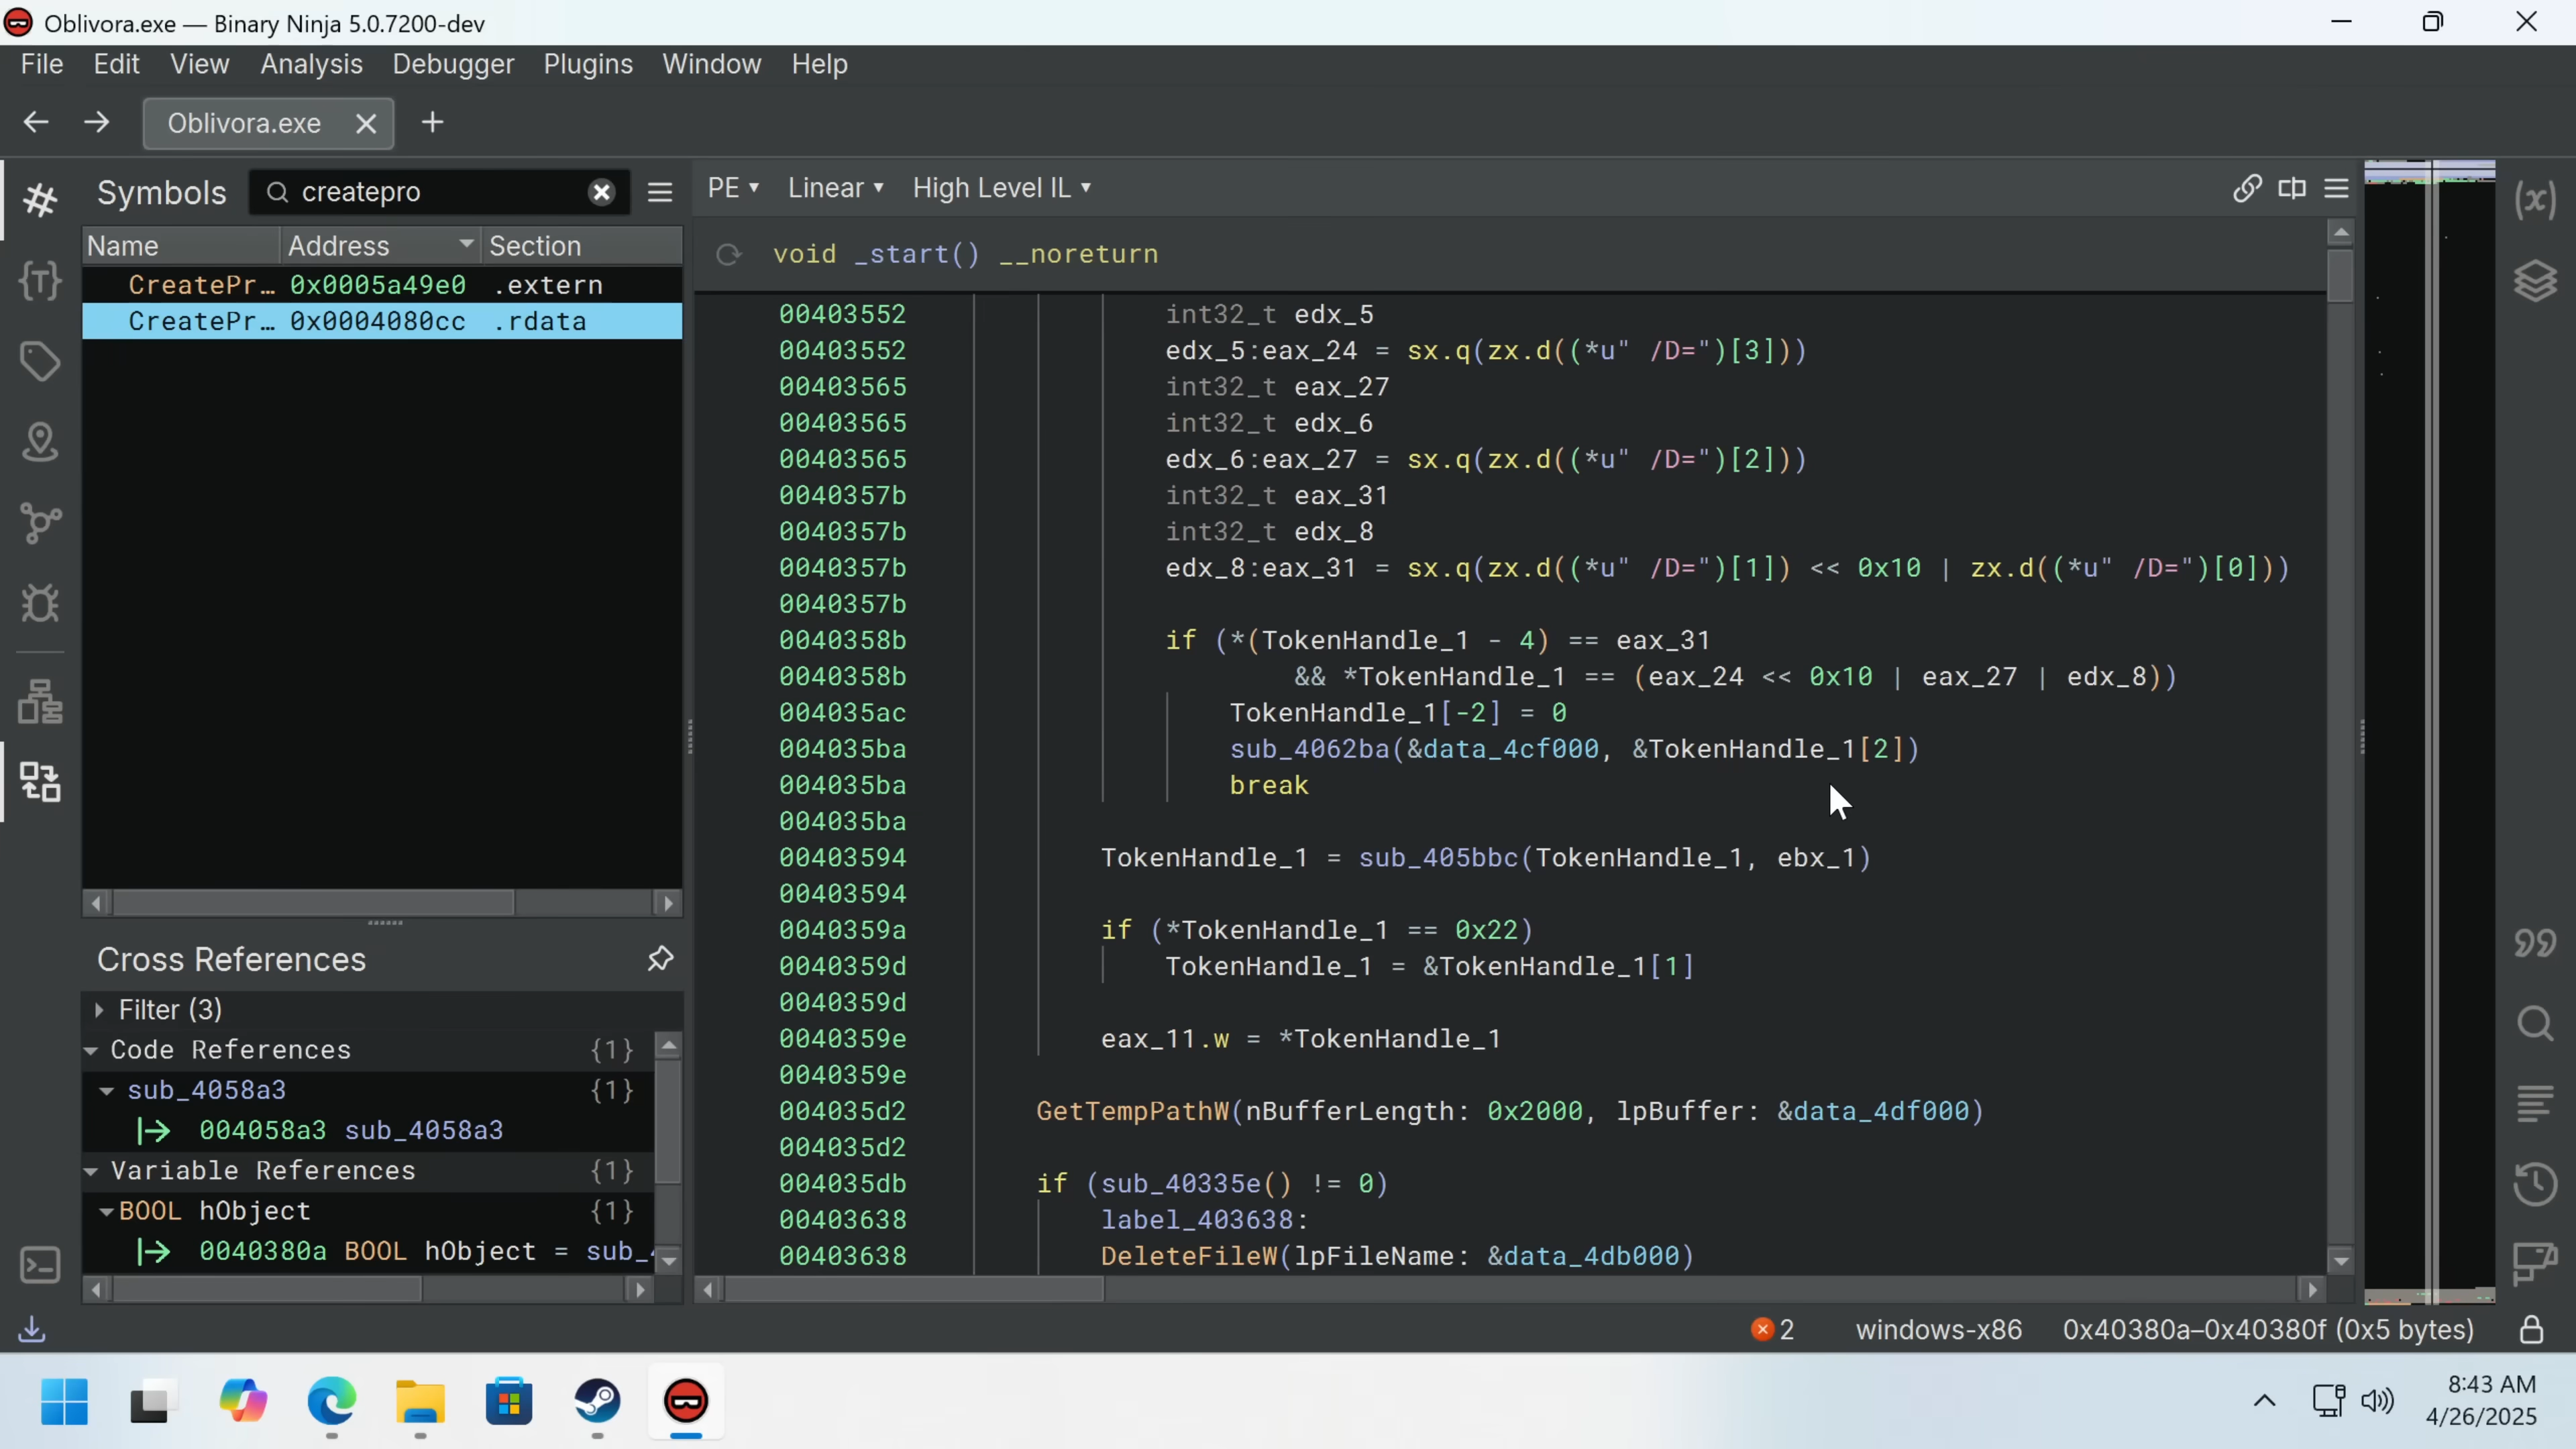 Oblivora.exe — Binary Ninja 5.0.7200-dev
File Edit View Analysis Debugger Plugins Window Help
Oblivora.exe
Symbols createpro
PE Linear High Level IL
Name Address Section
CreatePr… 0x0005a49e0 .extern
CreatePr… 0x0004080cc .rdata
Cross References
Filter (3)
Code References {1}
sub_4058a3 {1}
|→ 004058a3 sub_4058a3
Variable References {1}
BOOL hObject {1}
|→ 0040380a BOOL hObject = sub_
void _start() __noreturn
00403552 int32_t edx_5
00403552 edx_5:eax_24 = sx.q(zx.d((*u" /D=")[3]))
00403565 int32_t eax_27
00403565 int32_t edx_6
00403565 edx_6:eax_27 = sx.q(zx.d((*u" /D=")[2]))
0040357b int32_t eax_31
0040357b int32_t edx_8
0040357b edx_8:eax_31 = sx.q(zx.d((*u" /D=")[1]) << 0x10 | zx.d((*u" /D=")[0]))
0040357b
0040358b if (*(TokenHandle_1 - 4) == eax_31
0040358b && *TokenHandle_1 == (eax_24 << 0x10 | eax_27 | edx_8))
004035ac TokenHandle_1[-2] = 0
004035ba sub_4062ba(&data_4cf000, &TokenHandle_1[2])
004035ba break
004035ba
00403594 TokenHandle_1 = sub_405bbc(TokenHandle_1, ebx_1)
00403594
0040359a if (*TokenHandle_1 == 0x22)
0040359d TokenHandle_1 = &TokenHandle_1[1]
0040359d
0040359e eax_11.w = *TokenHandle_1
0040359e
004035d2 GetTempPathW(nBufferLength: 0x2000, lpBuffer: &data_4df000)
004035d2
004035db if (sub_40335e() != 0)
00403638 label_403638:
00403638 DeleteFileW(lpFileName: &data_4db000)
2 windows-x86 0x40380a–0x40380f (0x5 bytes)
8:43 AM
4/26/2025